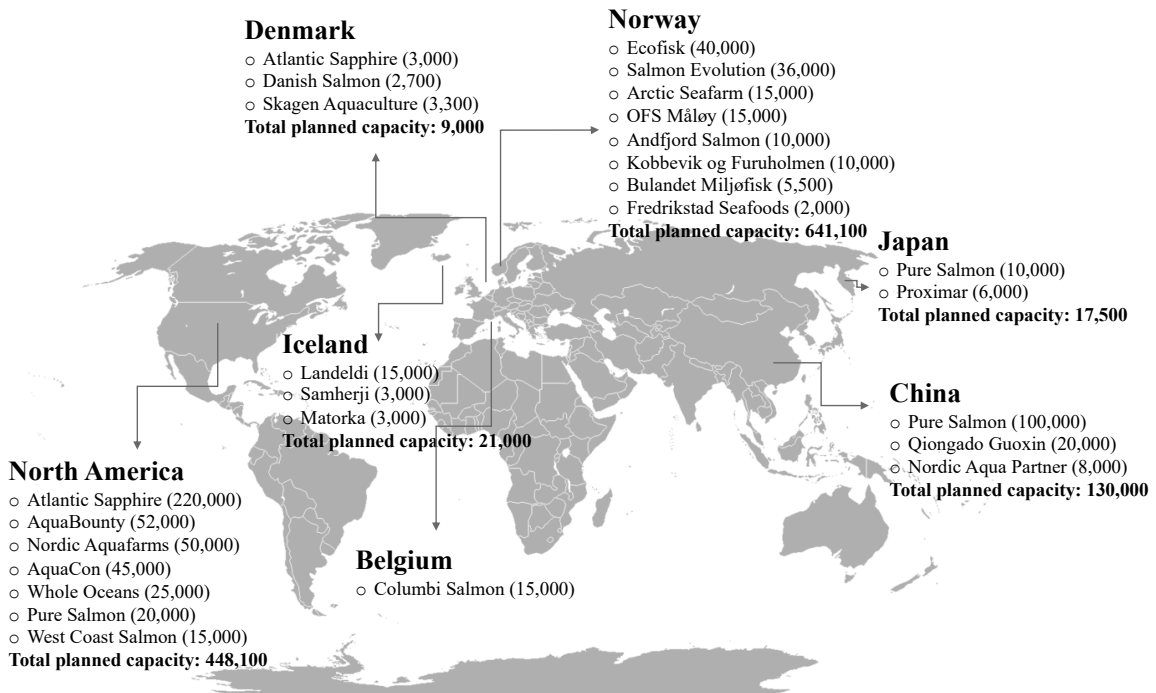 Denmark
○ Atlantic Sapphire (3,000)
○ Danish Salmon (2,700)
○ Skagen Aquaculture (3,300)
Total planned capacity: 9,000
Norway
○ Ecofisk (40,000)
○ Salmon Evolution (36,000)
○ Arctic Seafarm (15,000)
○ OFS Måløy (15,000)
○ Andfjord Salmon (10,000)
○ Kobbevik og Furuholmen (10,000)
○ Bulandet Miljøfisk (5,500)
○ Fredrikstad Seafoods (2,000)
Total planned capacity: 641,100
Japan
○ Pure Salmon (10,000)
○ Proximar (6,000)
Total planned capacity: 17,500
Iceland
○ Landeldi (15,000)
○ Samherji (3,000)
○ Matorka (3,000)
Total planned capacity: 21,000
China
○ Pure Salmon (100,000)
○ Qiongado Guoxin (20,000)
○ Nordic Aqua Partner (8,000)
Total planned capacity: 130,000
North America
○ Atlantic Sapphire (220,000)
○ AquaBounty (52,000)
○ Nordic Aquafarms (50,000)
○ AquaCon (45,000)
○ Whole Oceans (25,000)
○ Pure Salmon (20,000)
○ West Coast Salmon (15,000)
Total planned capacity: 448,100
Belgium
○ Columbi Salmon (15,000)